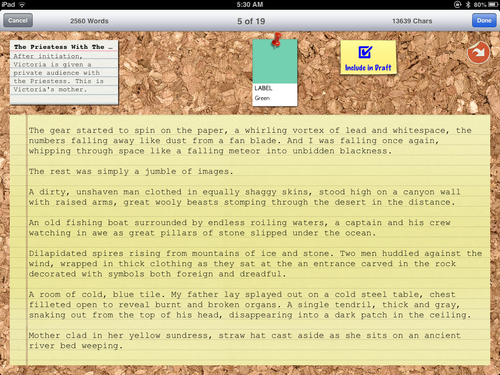 iPad 5:30 AM 80%
Cancel 2560 Words 5 of 19 13639 Chars Done
The Priestess With The …
After initiation,
Victoria is given a
private audience with
the Priestess. This is
Victoria's mother.
LABEL
Green
Include in Draft
The gear started to spin on the paper, a whirling vortex of lead and whitespace, the
numbers falling away like dust from a fan blade. And I was falling once again,
whipping through space like a falling meteor into unbidden blackness.
The rest was simply a jumble of images.
A dirty, unshaven man clothed in equally shaggy skins, stood high on a canyon wall
with raised arms, great wooly beasts stomping through the desert in the distance.
An old fishing boat surrounded by endless roiling waters, a captain and his crew
watching in awe as great pillars of stone slipped under the ocean.
Dilapidated spires rising from mountains of ice and stone. Two men huddled against the
wind, wrapped in thick clothing as they sat at the an entrance carved in the rock
decorated with symbols both foreign and dreadful.
A room of cold, blue tile. My father lay splayed out on a cold steel table, chest
filleted open to reveal burnt and broken organs. A single tendril, thick and gray,
snaking out from the top of his head, disappearing into a dark patch in the ceiling.
Mother clad in her yellow sundress, straw hat cast aside as she sits on an ancient
river bed weeping.